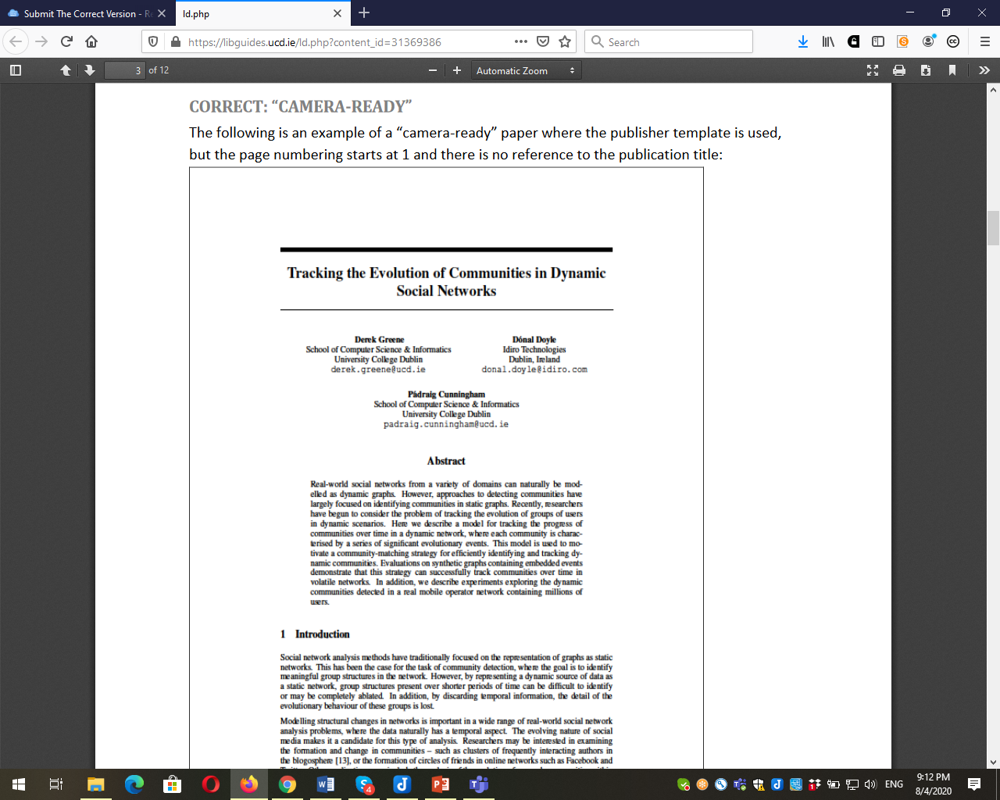 Submit The Correct Version - Re
ld.php
https://libguides.ucd.ie/ld.php?content_id=31369386
Search
3 of 12
Automatic Zoom
CORRECT: “CAMERA-READY”
The following is an example of a “camera-ready” paper where the publisher template is used,
but the page numbering starts at 1 and there is no reference to the publication title:
Tracking the Evolution of Communities in Dynamic
Social Networks
Derek Greene
School of Computer Science & Informatics
University College Dublin
derek.greene@ucd.ie
Dónal Doyle
Idiro Technologies
Dublin, Ireland
donal.doyle@idiro.com
Pádraig Cunningham
School of Computer Science & Informatics
University College Dublin
padraig.cunningham@ucd.ie
Abstract
Real-world social networks from a variety of domains can naturally be mod-
elled as dynamic graphs. However, approaches to detecting communities have
largely focused on identifying communities in static graphs. Recently, researchers
have begun to consider the problem of tracking the evolution of groups of users
in dynamic scenarios. Here we describe a model for tracking the progress of
communities over time in a dynamic network, where each community is charac-
terised by a series of significant evolutionary events. This model is used to mo-
tivate a community-matching strategy for efficiently identifying and tracking dy-
namic communities. Evaluations on synthetic graphs containing embedded events
demonstrate that this strategy can successfully track communities over time in
volatile networks. In addition, we describe experiments exploring the dynamic
communities detected in a real mobile operator network containing millions of
users.
1 Introduction
Social network analysis methods have traditionally focused on the representation of graphs as static
networks. This has been the case for the task of community detection, where the goal is to identify
meaningful group structures in the network. However, by representing a dynamic source of data as
a static network, group structures present over shorter periods of time can be difficult to identify
or may be completely ablated. In addition, by discarding temporal information, the detail of the
evolutionary behaviour of these groups is lost.
Modelling structural changes in networks is important in a wide range of real-world social network
analysis problems, where the data naturally has a temporal aspect. The evolving nature of social
media makes it a candidate for this type of analysis. Researchers may be interested in examining
the formation and change in communities – such as clusters of frequently interacting authors in
the blogosphere [13], or the formation of circles of friends in online networks such as Facebook and
ENG
9:12 PM
8/4/2020